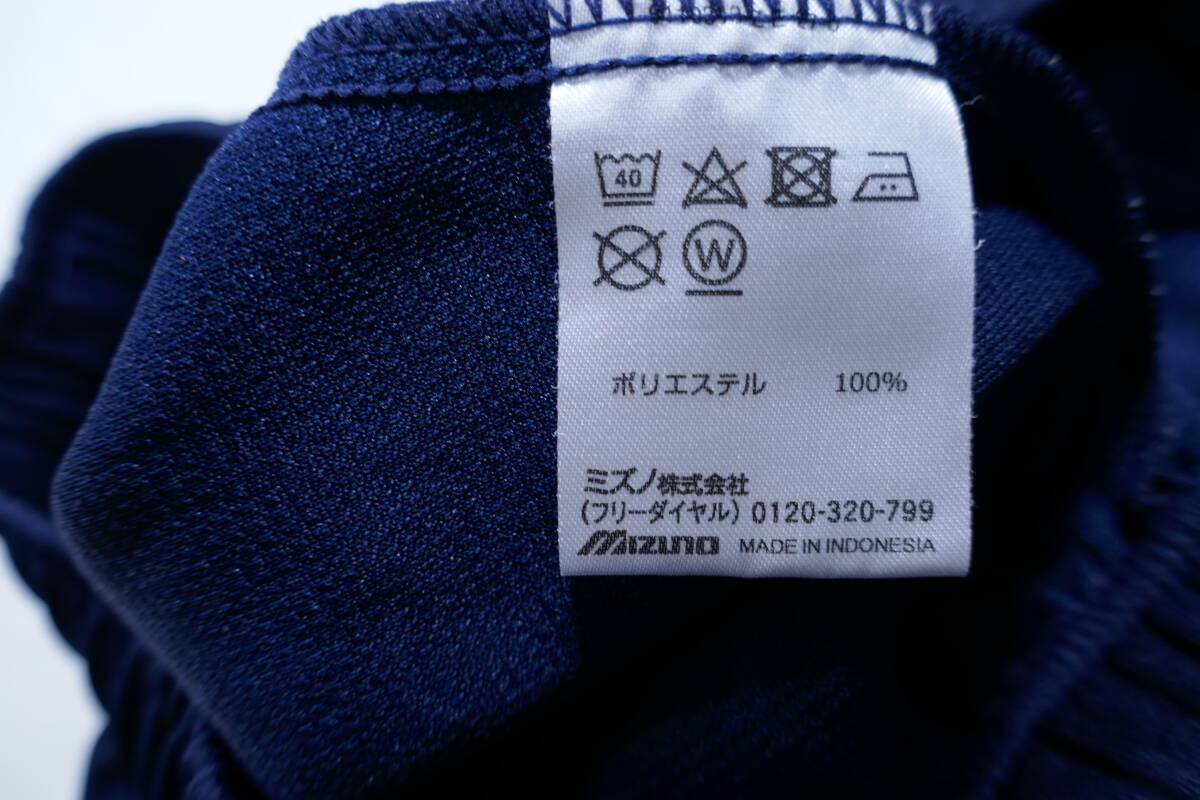 40
W
ポリエステル 100%
ミズノ株式会社
(フリーダイヤル) 0120-320-799
MIZUNO MADE IN INDONESIA